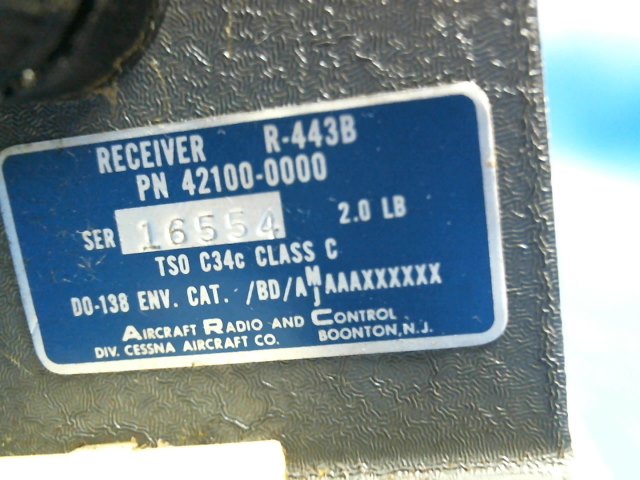 RECEIVER R-443B
PN 42100-0000
SER 16554 2.0 LB
TSO C34c CLASS C
DO-138 ENV. CAT. /BD/AMJAAAXXXXXX
AIRCRAFT RADIO AND CONTROL
DIV. CESSNA AIRCRAFT CO. BOONTON, N.J.